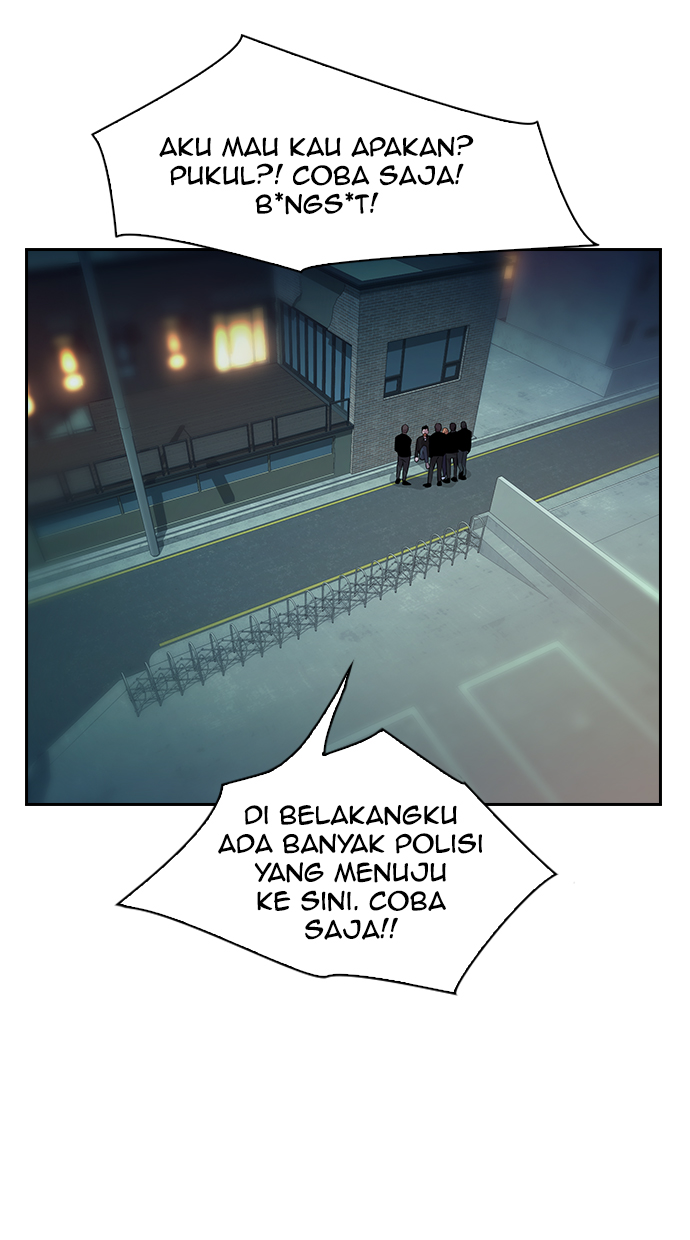 AKU MAU KAU APAKAN?
PUKUL?! COBA SAJA!
B*NGS*T!
DI BELAKANGKU
ADA BANYAK POLISI
YANG MENUJU
KE SINI. COBA
SAJA!!